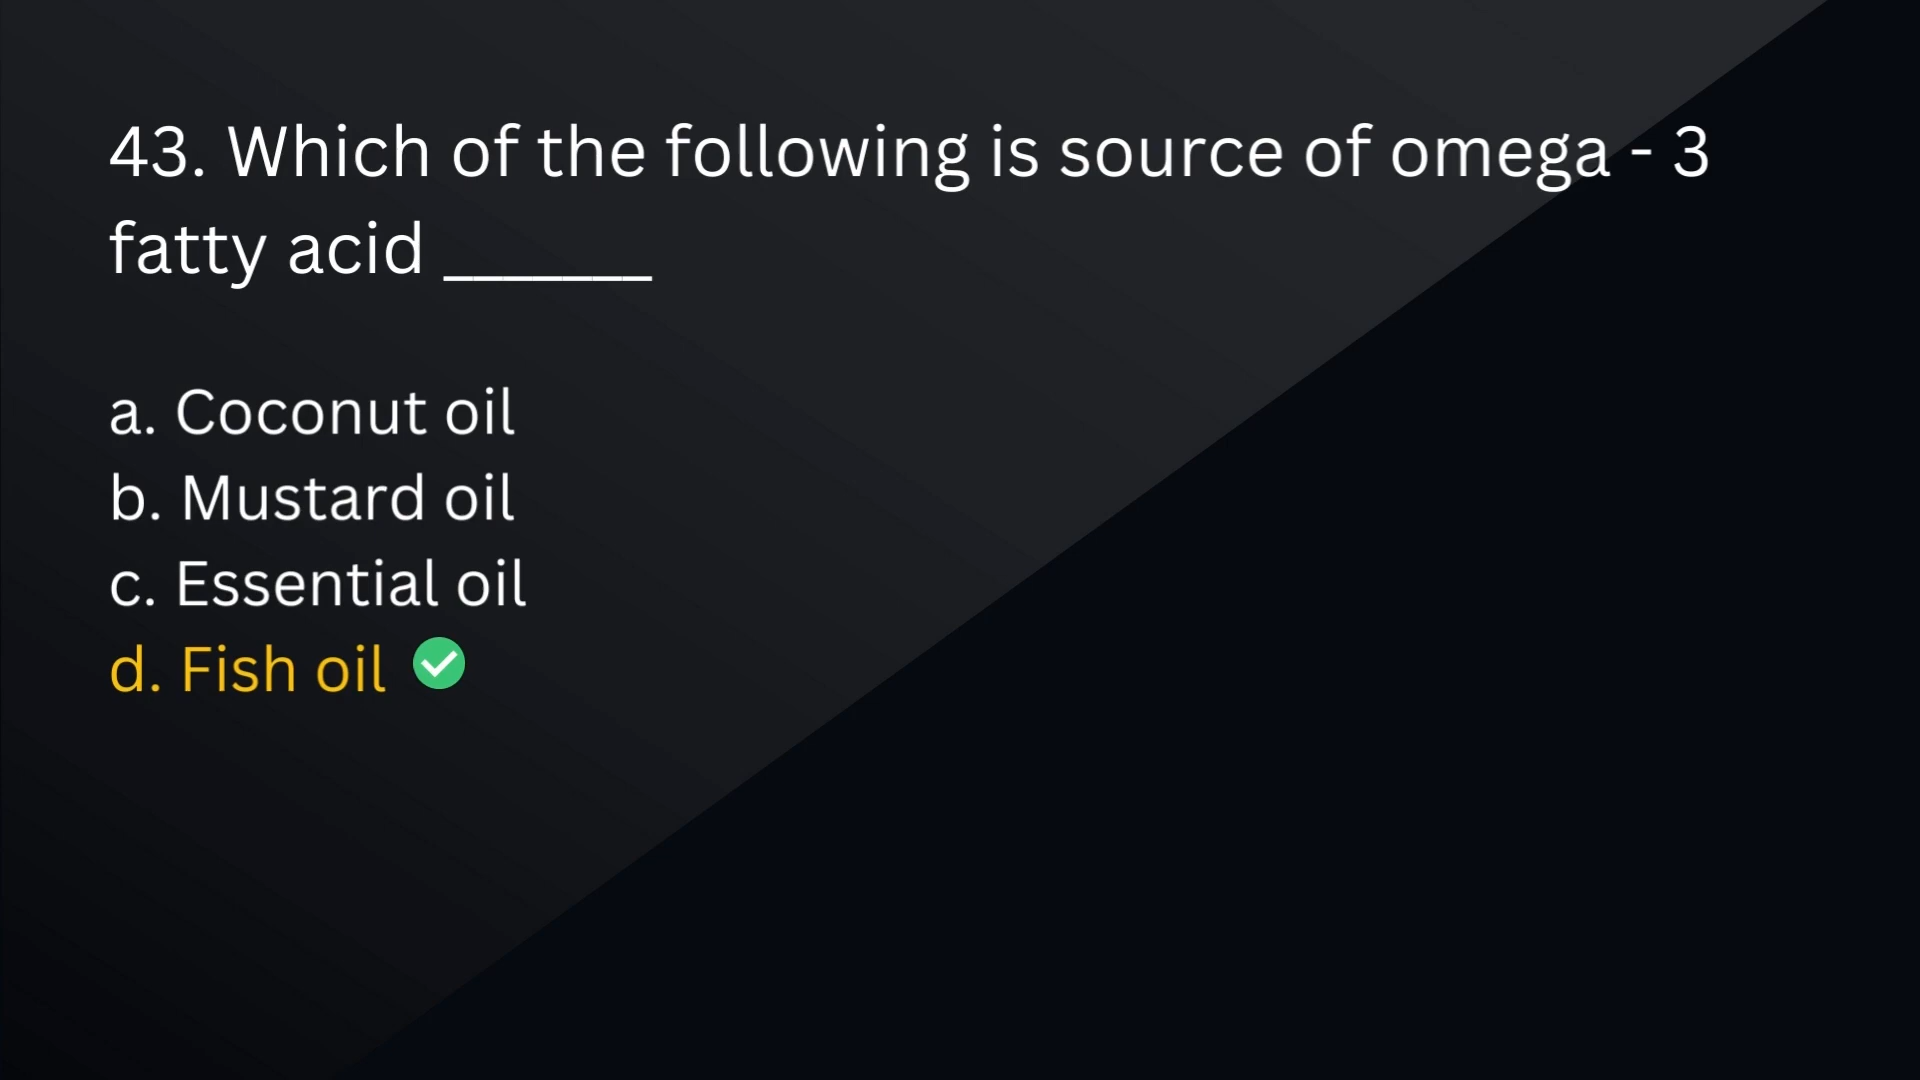 43. Which of the following is source of omega - 3
fatty acid _______
a. Coconut oil
b. Mustard oil
c. Essential oil
d. Fish oil